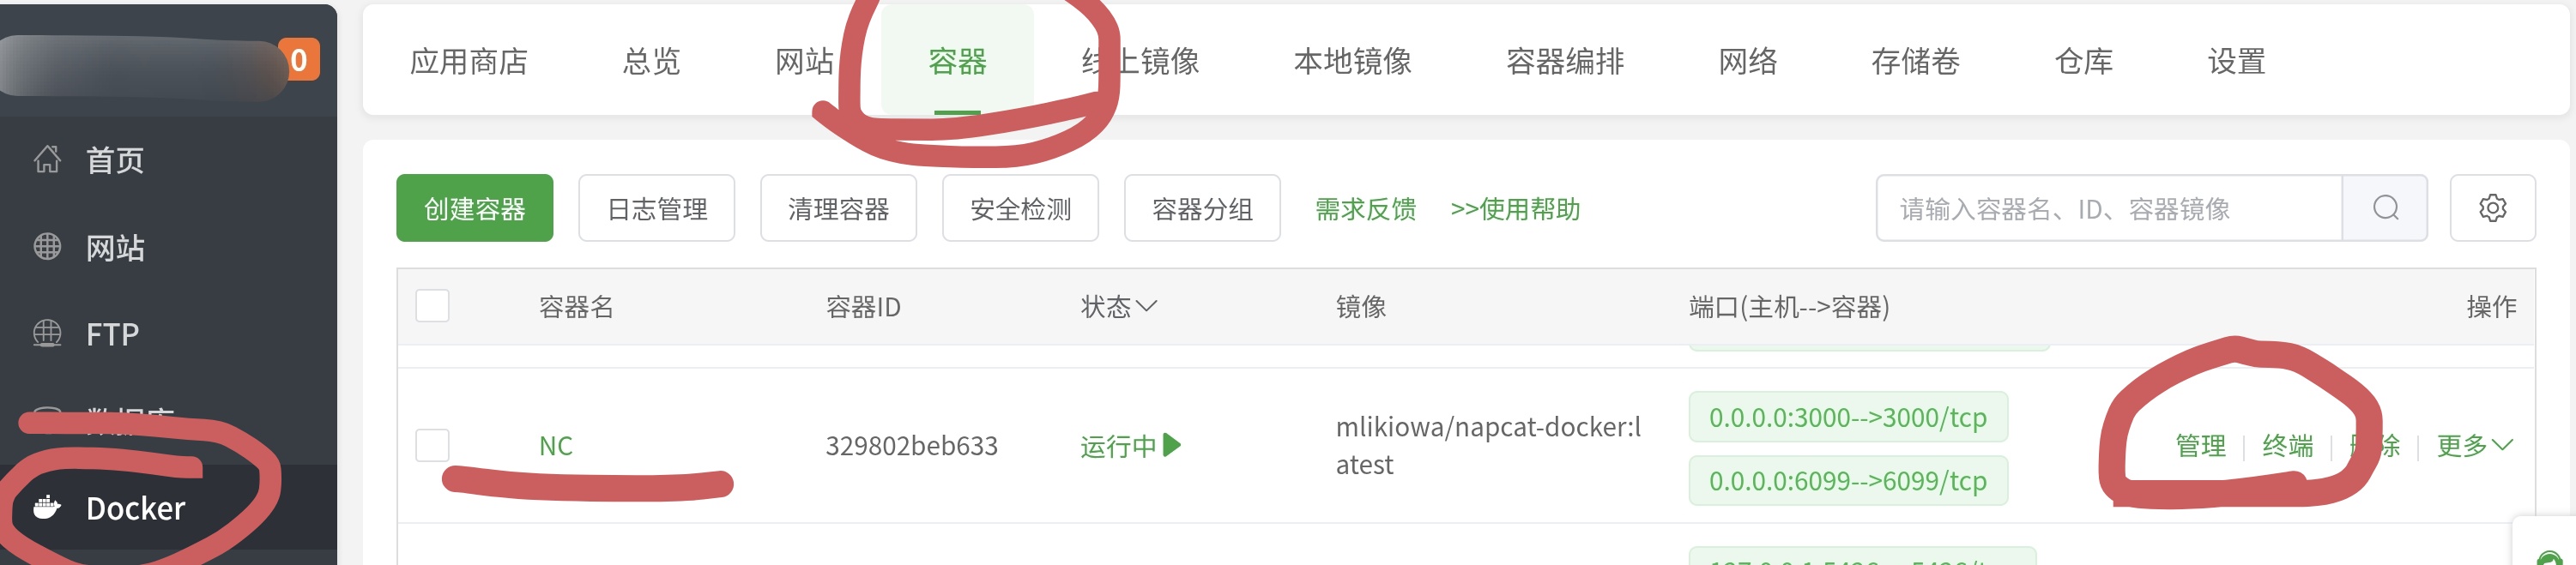 0
首页
网站
FTP
Docker
应用商店 总览 网站 容器 线上镜像 本地镜像 容器编排 网络 存储卷 仓库 设置
创建容器 日志管理 清理容器 安全检测 容器分组 需求反馈 >>使用帮助 请输入容器名、ID、容器镜像
容器名 容器ID 状态 镜像 端口(主机-->容器) 操作
NC 329802beb633 运行中 mlikiowa/napcat-docker:l
atest
0.0.0.0:3000-->3000/tcp
0.0.0.0:6099-->6099/tcp
管理 终端 删除 更多